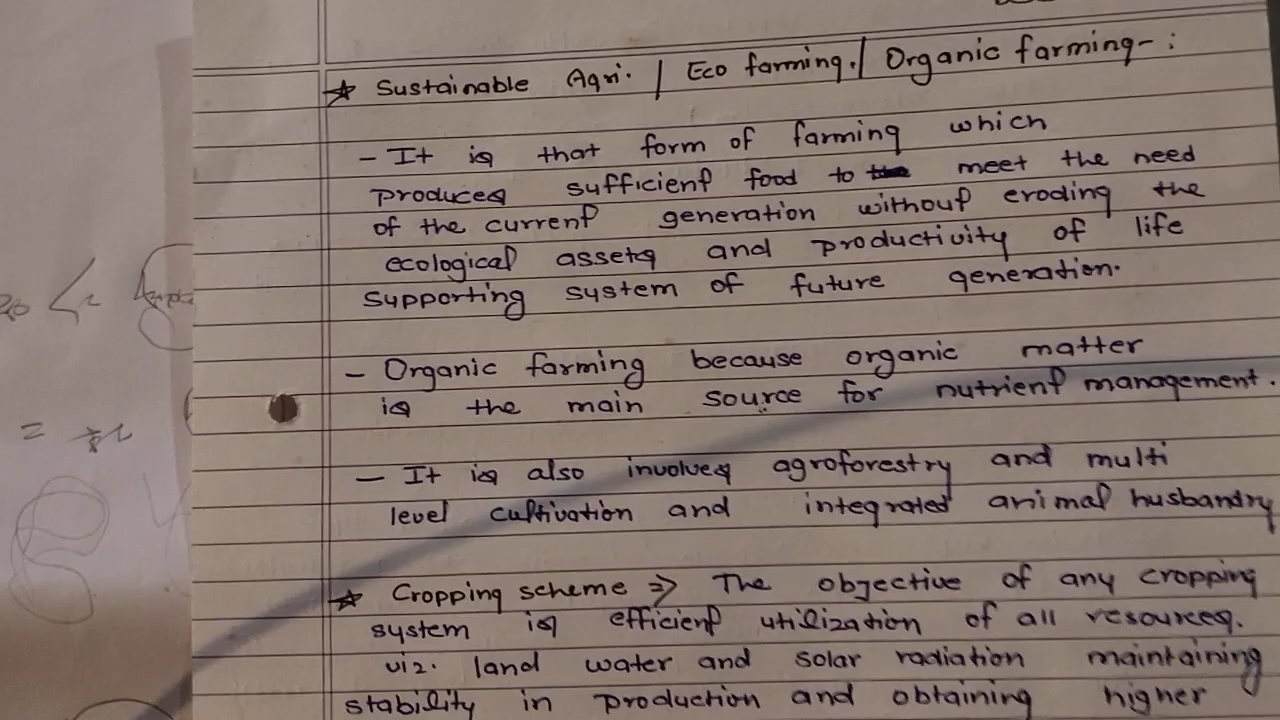 ★ Sustainable Agri. / Eco farming. / Organic farming-:
- It is that form of farming which
produces sufficient food to meet the need
of the current generation without eroding the
ecological assets and productivity of life
supporting system of future generation.
- Organic farming because organic matter
is the main source for nutrient management.
- It is also involves agroforestry and multi
level cultivation and integrated animal husbandry
★ Cropping scheme => The objective of any cropping
system is efficient utilization of all resources.
viz. land water and solar radiation maintaining
stability in production and obtaining higher